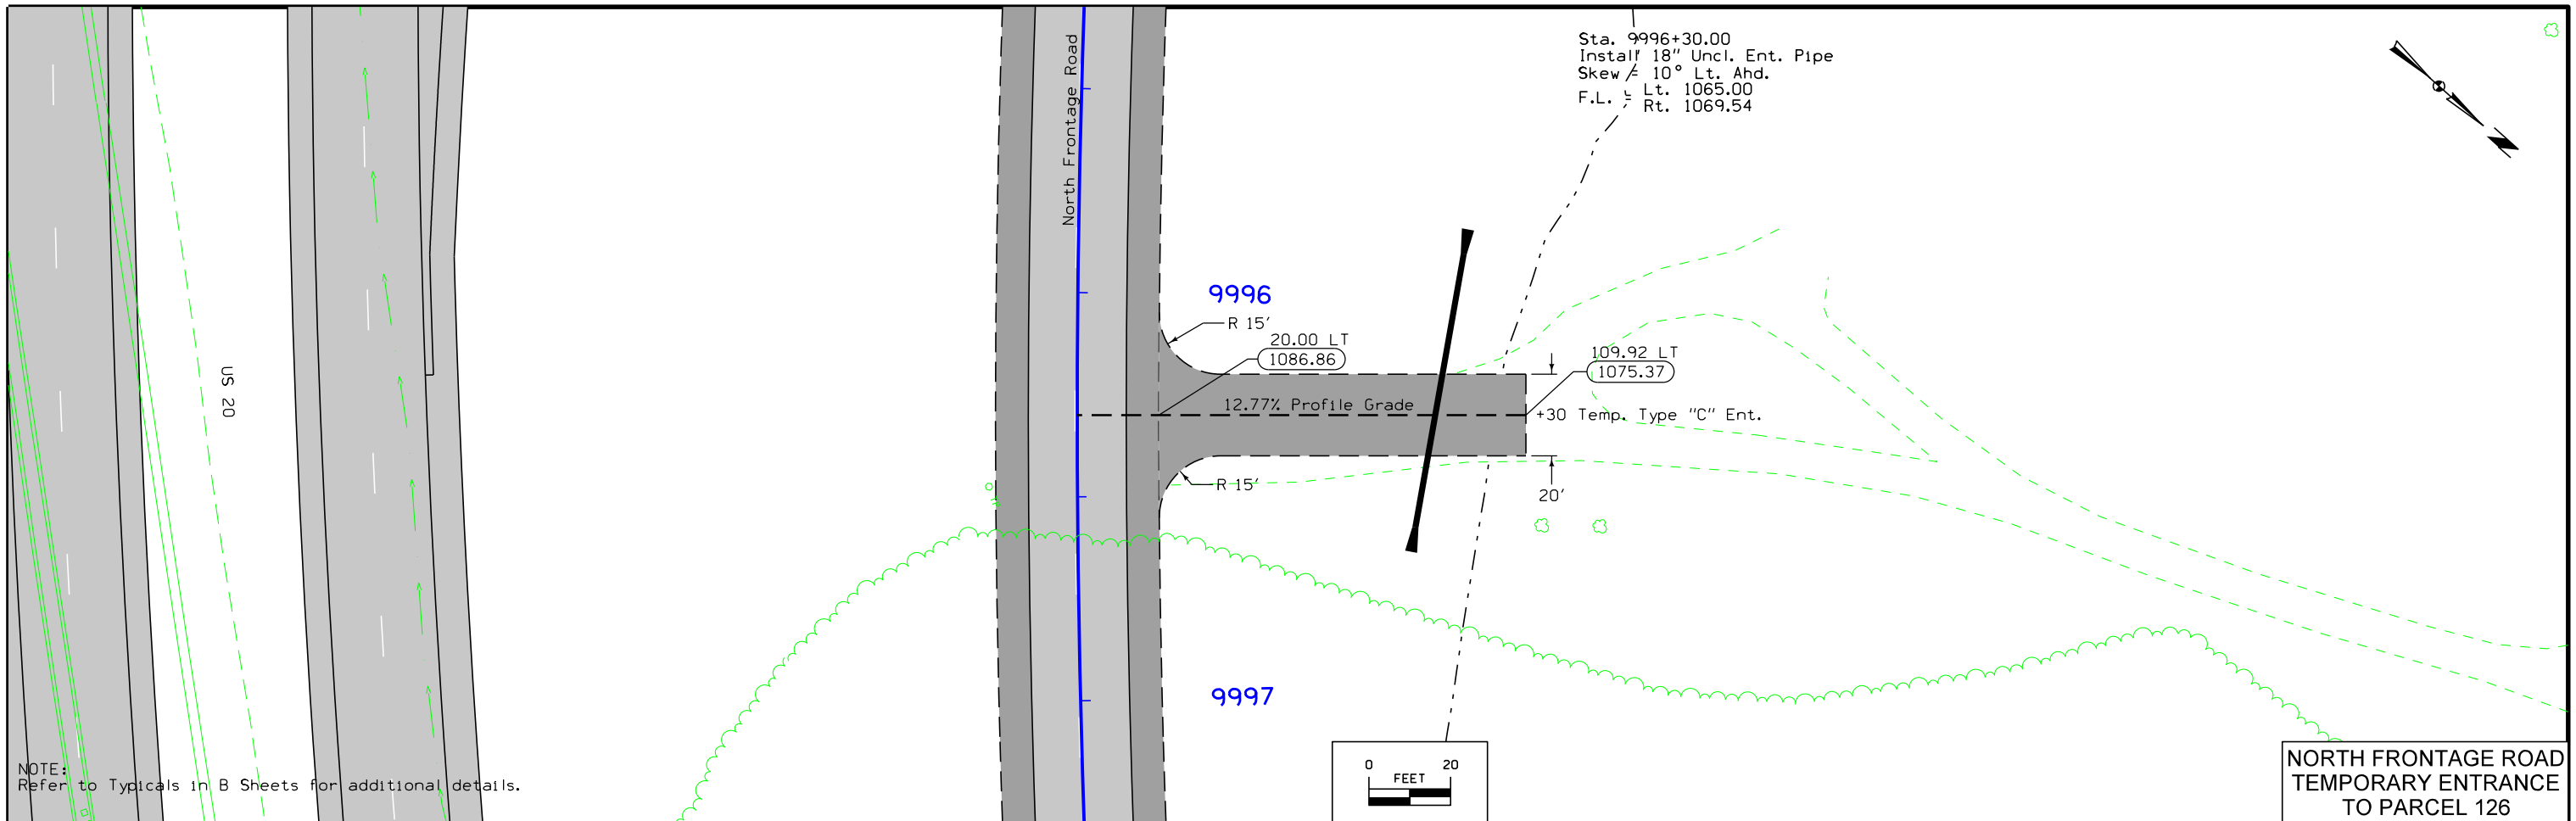 Sta. 9996+30.00
Install 18" Uncl. Ent. Pipe
Skew = 10° Lt. Ahd.
F.L. = Lt. 1065.00
Rt. 1069.54
North Frontage Road
9996
R 15'
20.00 LT
1086.86
109.92 LT
1075.37
12.77% Profile Grade
+30 Temp. Type "C" Ent.
US 20
R 15'
20'
9997
NOTE:
Refer to Typicals in B Sheets for additional details.
0 20
FEET
NORTH FRONTAGE ROAD
TEMPORARY ENTRANCE
TO PARCEL 126